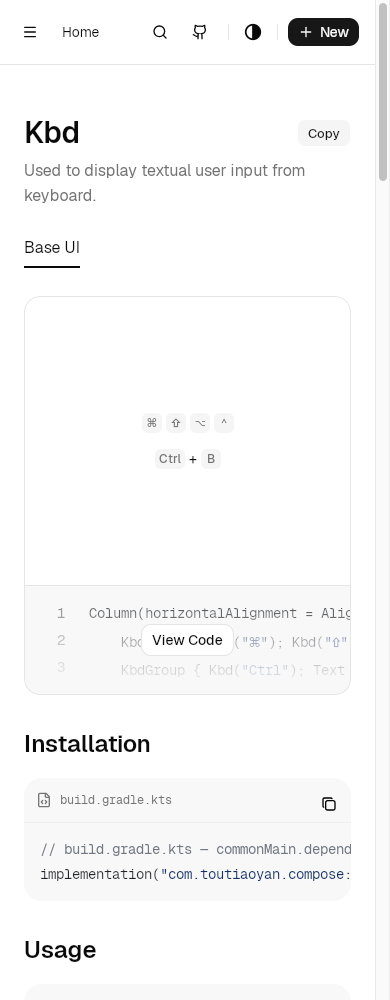 Home
New
Kbd
Copy
Used to display textual user input from
keyboard.
Base UI
⌘ ⇧ ⌥ ⌃
Ctrl + B
1 Column(horizontalAlignment = Alig
2 Kbd ("⌘"); Kbd("⇧"
View Code
3 KbdGroup { Kbd("Ctrl"); Text
Installation
build.gradle.kts
// build.gradle.kts — commonMain.depend
implementation("com.toutiaoyan.compose:
Usage